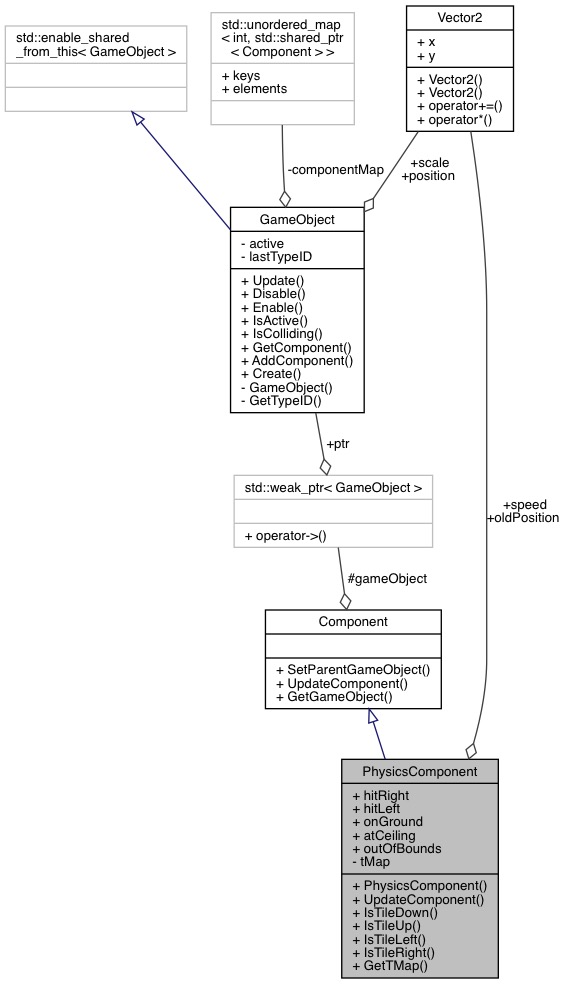 std::enable_shared
_from_this< GameObject >
std::unordered_map
< int, std::shared_ptr
< Component > >
+ keys
+ elements
Vector2
+ x
+ y
+ Vector2()
+ Vector2()
+ operator+=()
+ operator*()
-componentMap
+scale
+position
GameObject
- active
- lastTypeID
+ Update()
+ Disable()
+ Enable()
+ IsActive()
+ IsColliding()
+ GetComponent()
+ AddComponent()
+ Create()
- GameObject()
- GetTypeID()
+ptr
std::weak_ptr< GameObject >
+ operator->()
+speed
+oldPosition
#gameObject
Component
+ SetParentGameObject()
+ UpdateComponent()
+ GetGameObject()
PhysicsComponent
+ hitRight
+ hitLeft
+ onGround
+ atCeiling
+ outOfBounds
- tMap
+ PhysicsComponent()
+ UpdateComponent()
+ IsTileDown()
+ IsTileUp()
+ IsTileLeft()
+ IsTileRight()
+ GetTMap()